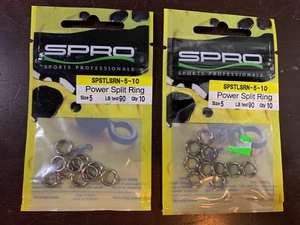 SPRO
SPORTS PROFESSIONALS
SPSTLSRN-5-10
Power Split Ring
Size 5 LB test 90 Qty 10
SPRO
SPORTS PROFESSIONALS
SPSTLSRN-5-10
Power Split Ring
Size 5 LB test 90 Qty 10